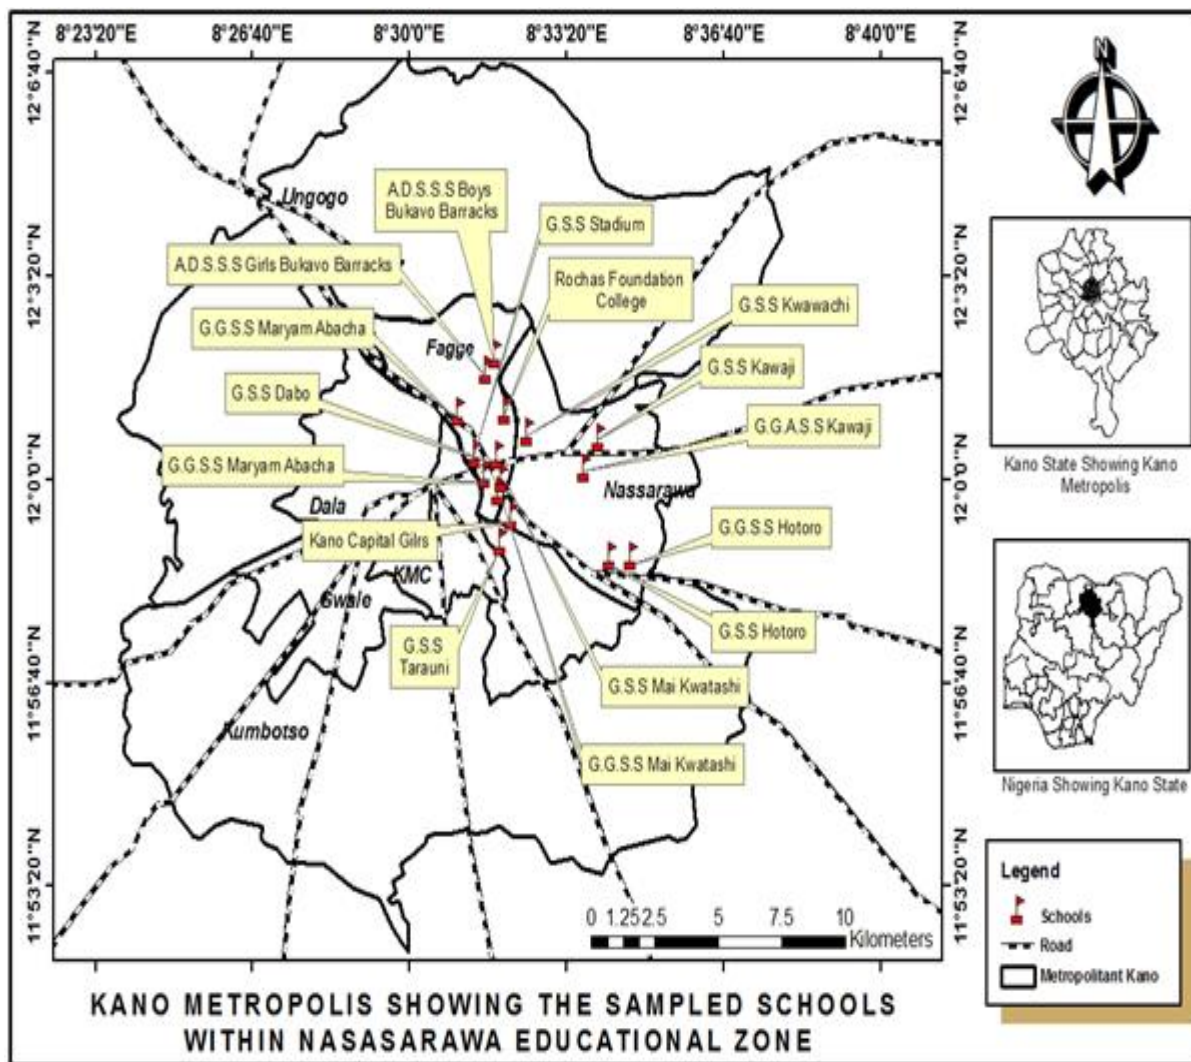 8°23'20"E 8°26'40"E 8°30'0"E 8°33'20"E 8°36'40"E 8°40'0"E
12°6'40"N
12°3'20"N
12°0'0"N
11°56'40"N
11°53'20"N
12°6'40"N
12°3'20"N
12°0'0"N
11°56'40"N
11°53'20"N
N
Ungogo
A.D.S.S.S Boys
Bukavo Barracks
G.S.S Stadium
A.D.S.S.S Girls Bukavo Barracks
Rochas Foundation
College
G.S.S Kwawachi
G.G.S.S Maryam Abacha
Fagge
G.S.S Kawaji
G.S.S Dabo
G.G.A.S.S Kawaji
G.G.S.S Maryam Abacha
Nassarawa
Dala
Kano Capital Gilrs
G.G.S.S Hotoro
KMC
Gwale
G.S.S
Tarauni
G.S.S Hotoro
G.S.S Mai Kwatashi
Kumbotso
G.G.S.S Mai Kwatashi
0 1.25 2.5 5 7.5 10
Kilometers
KANO METROPOLIS SHOWING THE SAMPLED SCHOOLS
WITHIN NASASARAWA EDUCATIONAL ZONE
Kano State Showing Kano
Metropolis
Nigeria Showing Kano State
Legend
Schools
Road
Metropolitant Kano